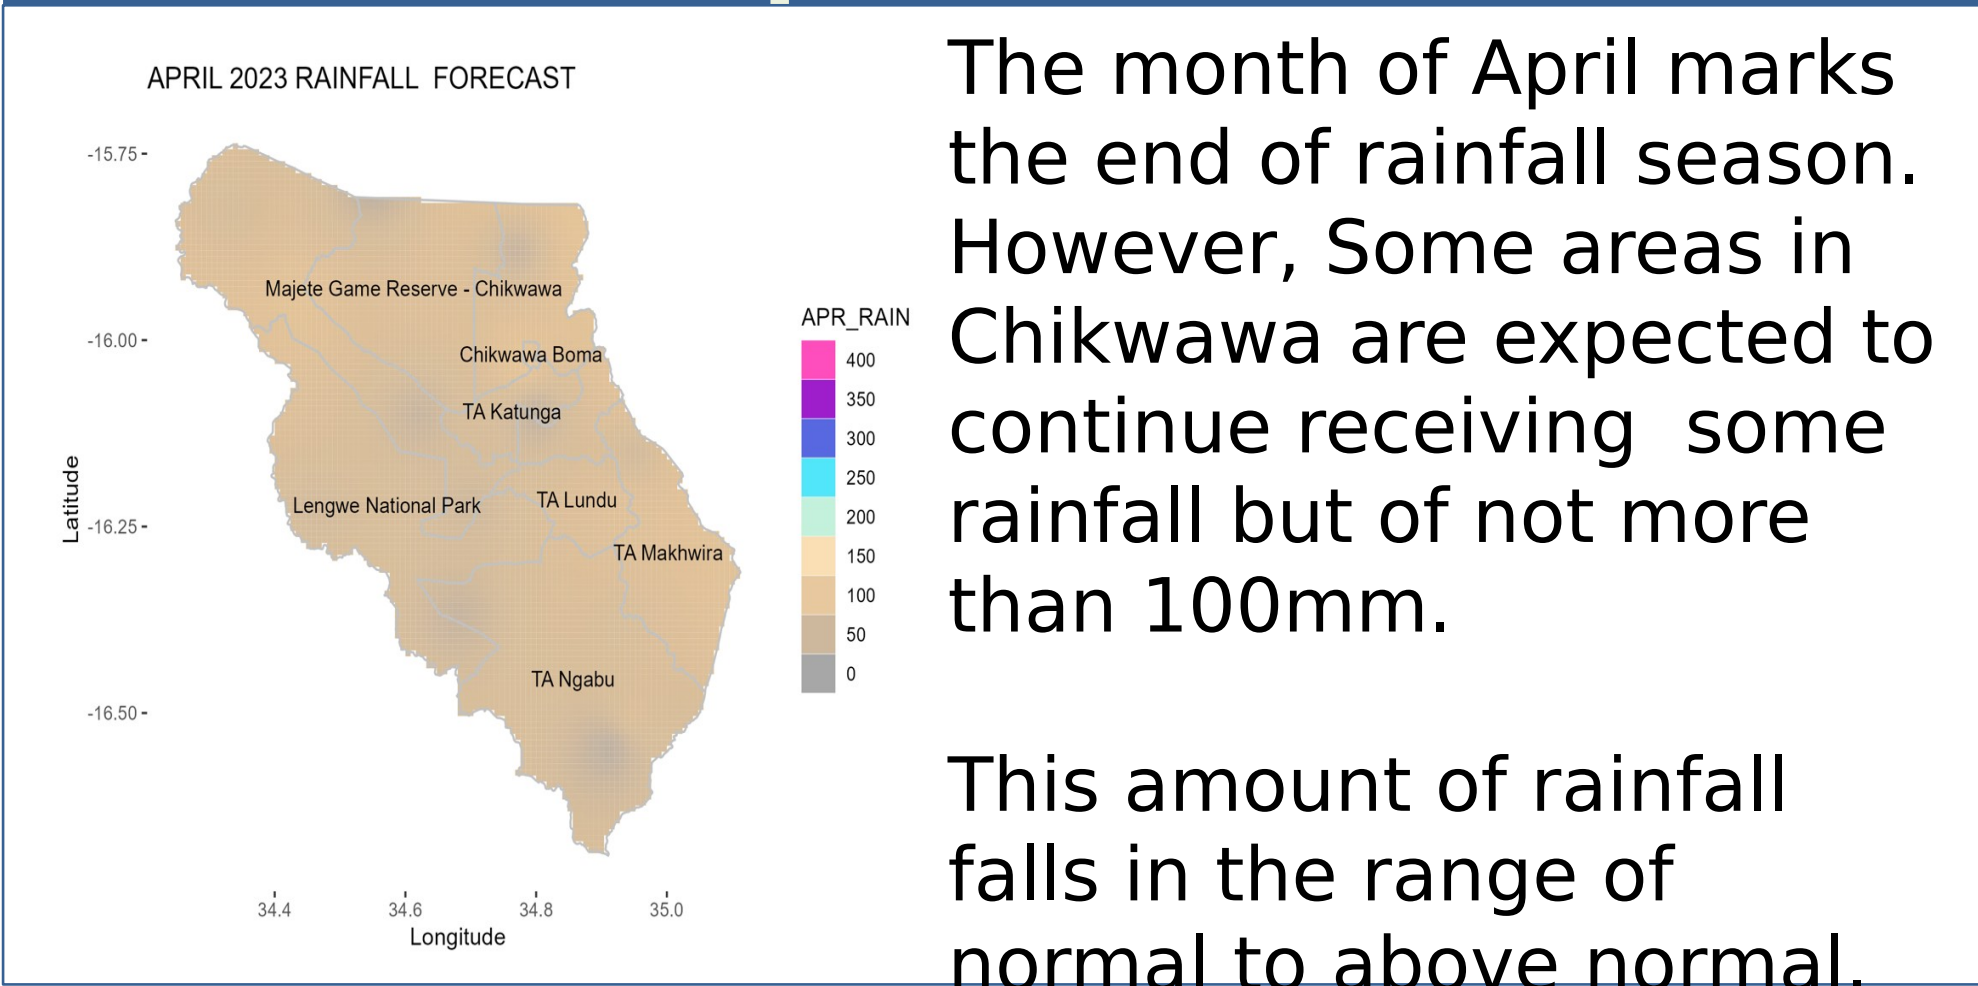 APRIL 2023 RAINFALL  FORECAST
-15.75
-16.00
-16.25
-16.50
Latitude
Majete Game Reserve - Chikwawa
Chikwawa Boma
TA Katunga
Lengwe National Park
TA Lundu
TA Makhwira
TA Ngabu
34.4
34.6
34.8
35.0
Longitude
APR_RAIN
400
350
300
250
200
150
100
50
0
The month of April marks
the end of rainfall season.
However, Some areas in
Chikwawa are expected to
continue receiving  some
rainfall but of not more
than 100mm.
This amount of rainfall
falls in the range of
normal to above normal.